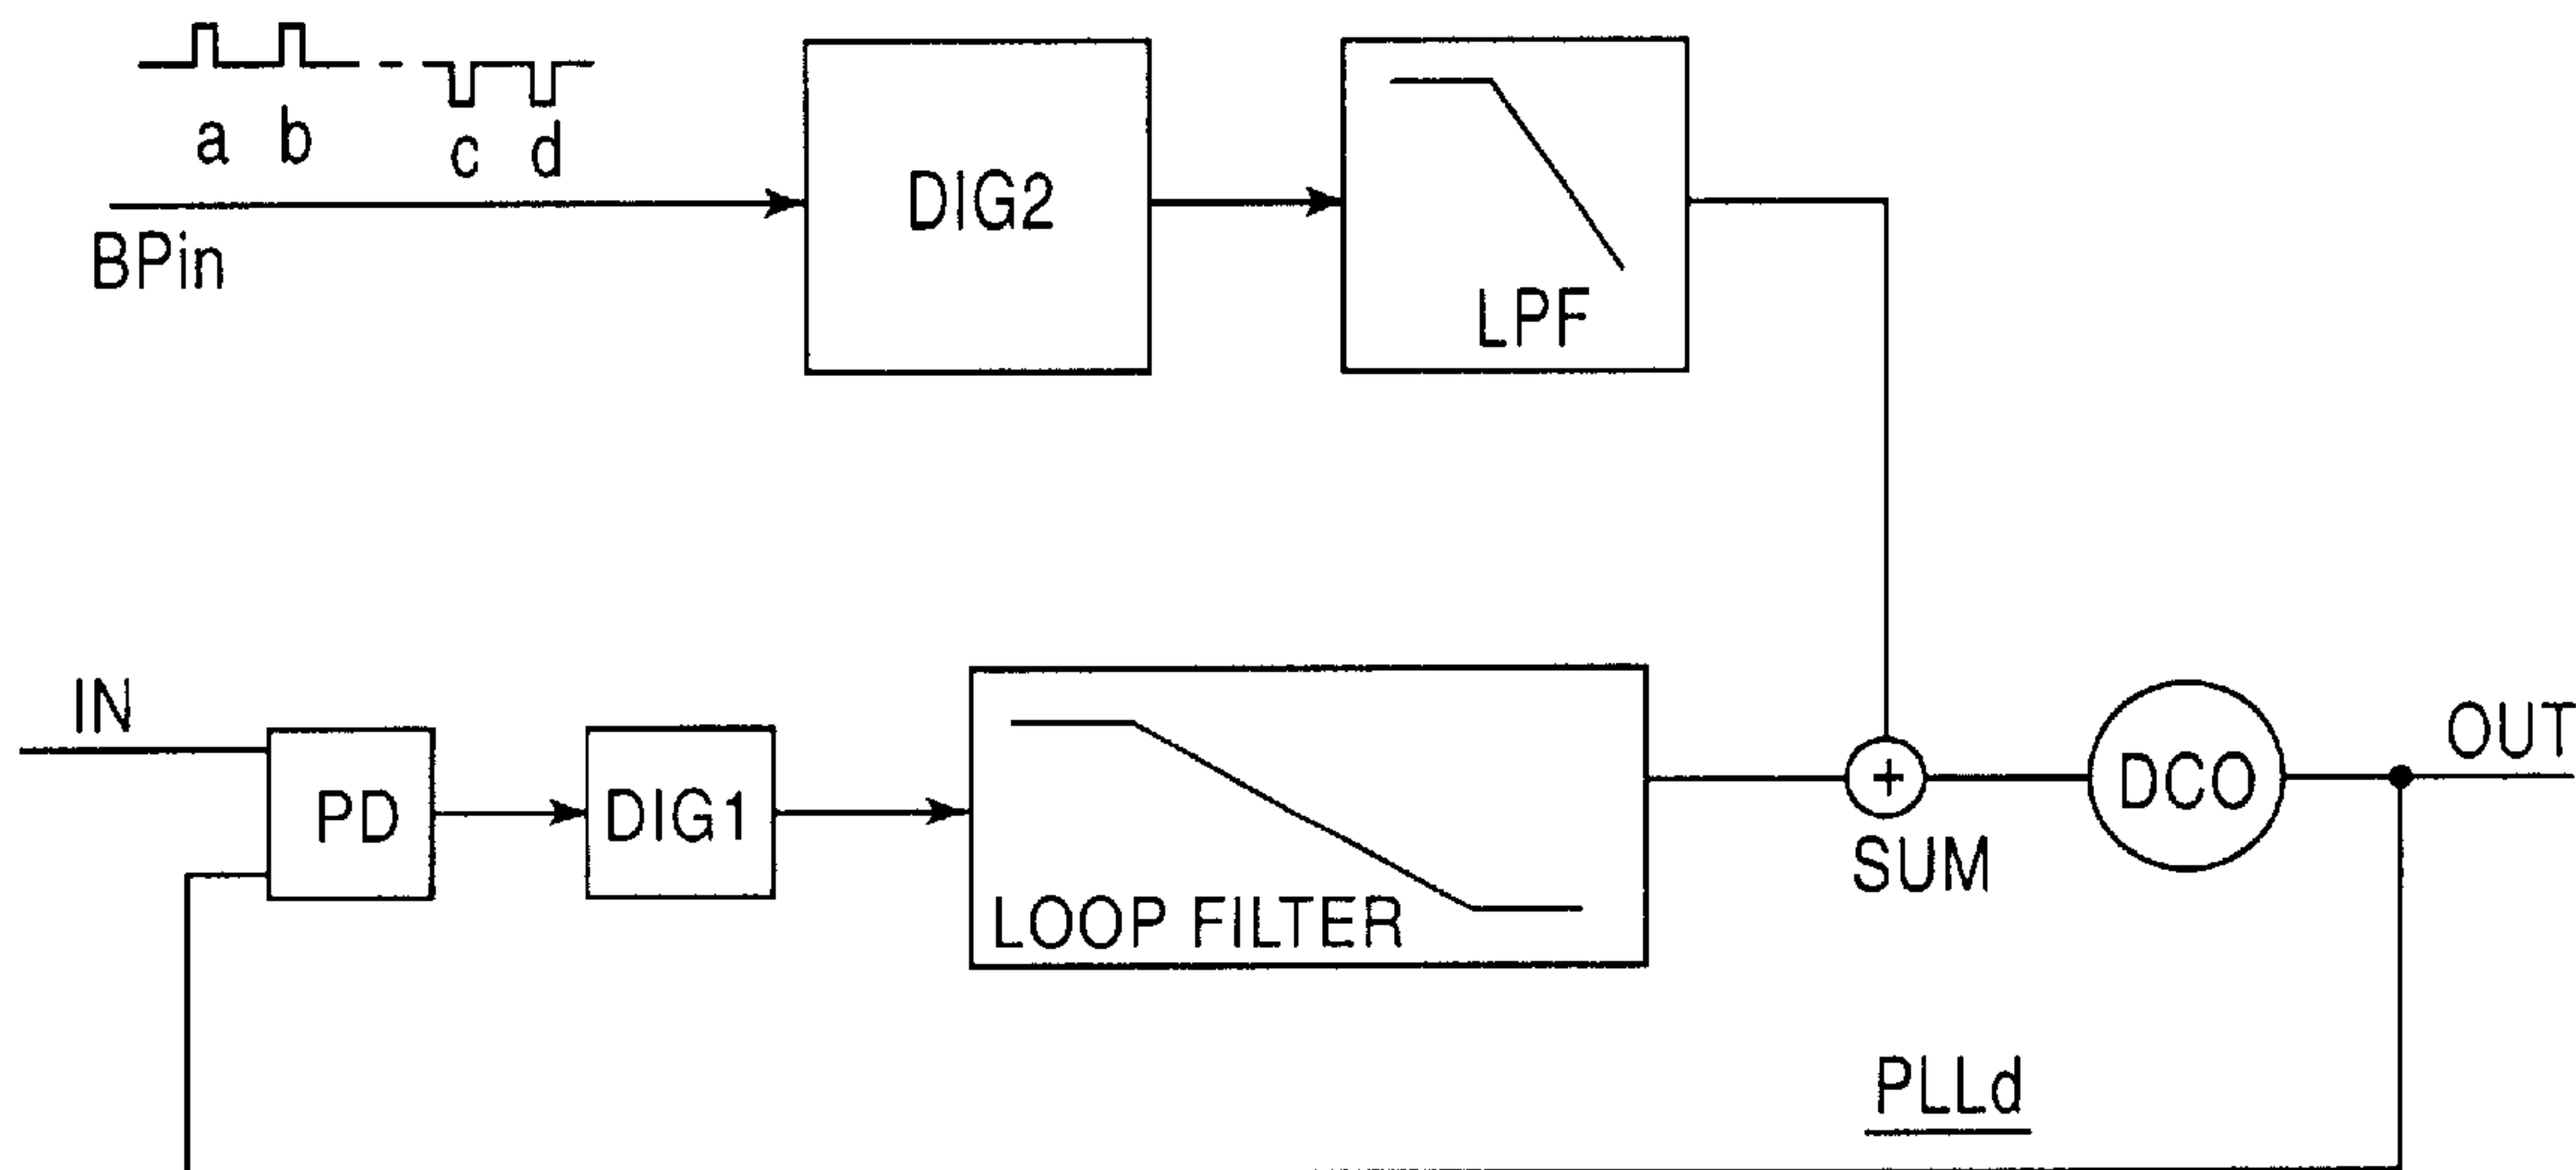 a b c d
BPin
DIG2
LPF
IN
PD
DIG1
LOOP FILTER
+
SUM
DCO
OUT
PLLd